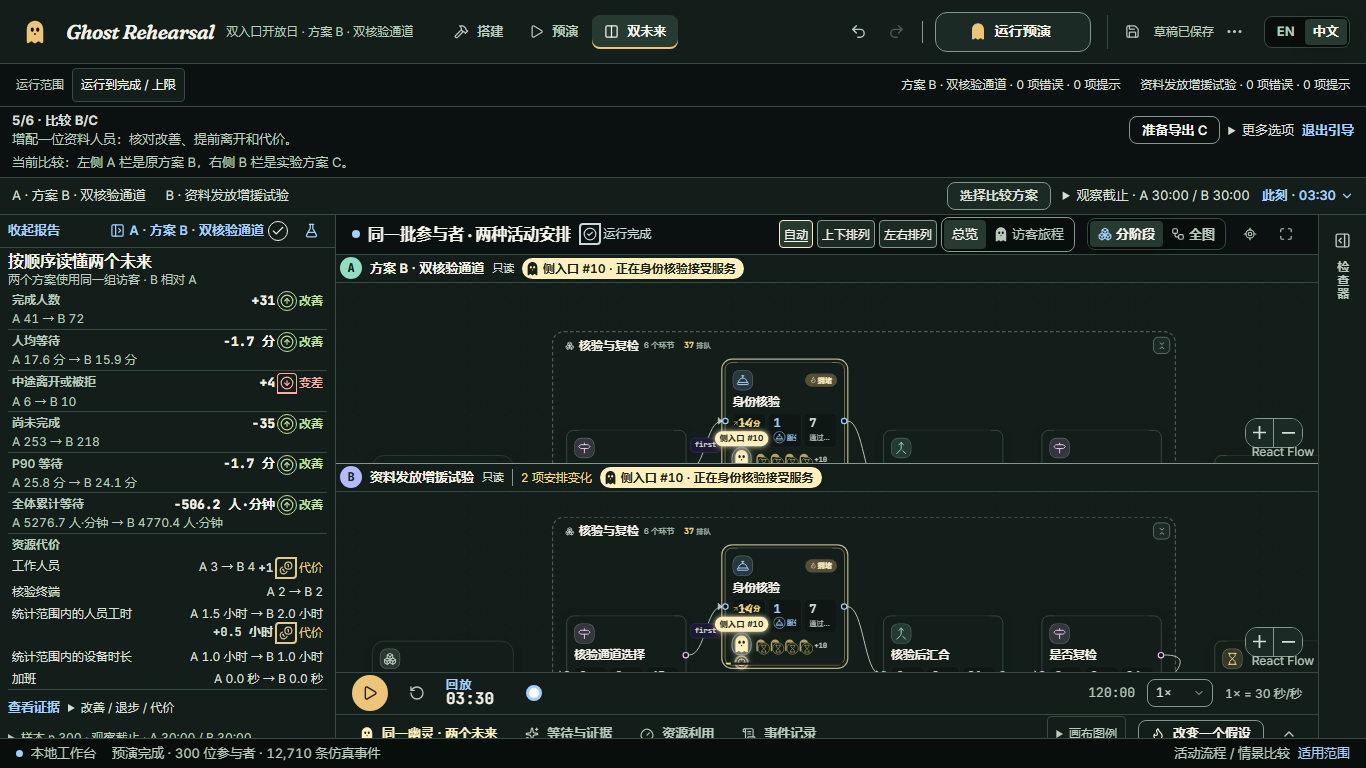 Ghost Rehearsal 双入口开放日 · 方案 B · 双核验通道 搭建 预演 双未来 运行预演 草稿已保存 ··· EN 中文
运行范围 运行到完成 / 上限 方案 B · 双核验通道 · 0 项错误 · 0 项提示 资料发放增援试验 · 0 项错误 · 0 项提示
5/6 · 比较 B/C
增配一位资料人员：核对改善、提前离开和代价。
当前比较：左侧 A 栏是原方案 B，右侧 B 栏是实验方案 C。
准备导出 C 更多选项 退出引导
A · 方案 B · 双核验通道 B · 资料发放增援试验 选择比较方案 观察截止 · A 30:00 / B 30:00 此刻 · 03:30
收起报告 A · 方案 B · 双核验通道
按顺序读懂两个未来
两个方案使用同一组访客 · B 相对 A
完成人数 +31 改善
A 41 → B 72
人均等待 -1.7 分 改善
A 17.6 分 → B 15.9 分
中途离开或被拒 +4 变差
A 6 → B 10
尚未完成 -35 改善
A 253 → B 218
P90 等待 -1.7 分 改善
A 25.8 分 → B 24.1 分
全体累计等待 -506.2 人·分钟 改善
A 5276.7 人·分钟 → B 4770.4 人·分钟
资源代价
工作人员 A 3 → B 4 +1 代价
核验终端 A 2 → B 2
统计范围内的人员工时 A 1.5 小时 → B 2.0 小时
+0.5 小时 代价
统计范围内的设备时长 A 1.0 小时 → B 1.0 小时
加班 A 0.0 秒 → B 0.0 秒
查看证据 改善 / 退步 / 代价
样本 n 300 · 观察截止 · A 30:00 / B 30:00
同一批参与者 · 两种活动安排 运行完成 自动 上下排列 左右排列 总览 访客旅程 分阶段 全图
检查器
A 方案 B · 双核验通道 只读 侧入口 #10 · 正在身份核验接受服务
核验与复检 6 个环节 37 排队
拥堵
身份核验
1 7
通过...
侧入口 #10
first
+10
React Flow
B 资料发放增援试验 只读 2 项安排变化 侧入口 #10 · 正在身份核验接受服务
核验与复检 6 个环节 37 排队
拥堵
身份核验
1 7
通过...
侧入口 #10
first
+10
核验通道选择 核验后汇合 是否复检
React Flow
回放
03:30 120:00 1× 1× = 30 秒/秒
同一幽灵 · 两个未来 等待与证据 资源利用 事件记录 画布图例 改变一个假设
本地工作台 预演完成 · 300 位参与者 · 12,710 条仿真事件 活动流程 / 情景比较 适用范围